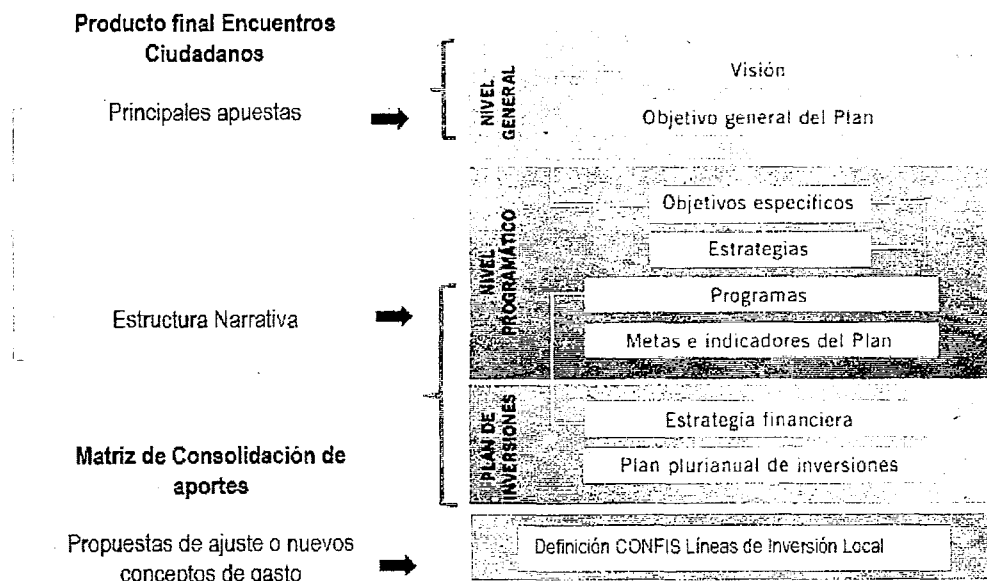 Producto final Encuentros
Ciudadanos
Principales apuestas
Estructura Narrativa
Matriz de Consolidación de
aportes
Propuestas de ajuste o nuevos
conceptos de gasto
NIVEL
GENERAL
Visión
Objetivo general del Plan
NIVEL
PROGRAMÁTICO
Objetivos específicos
Estrategias
Programas
Metas e indicadores del Plan
PLAN DE
INVERSIONES
Estrategia financiera
Plan plurianual de inversiones
Definición CONFIS Líneas de Inversión Local